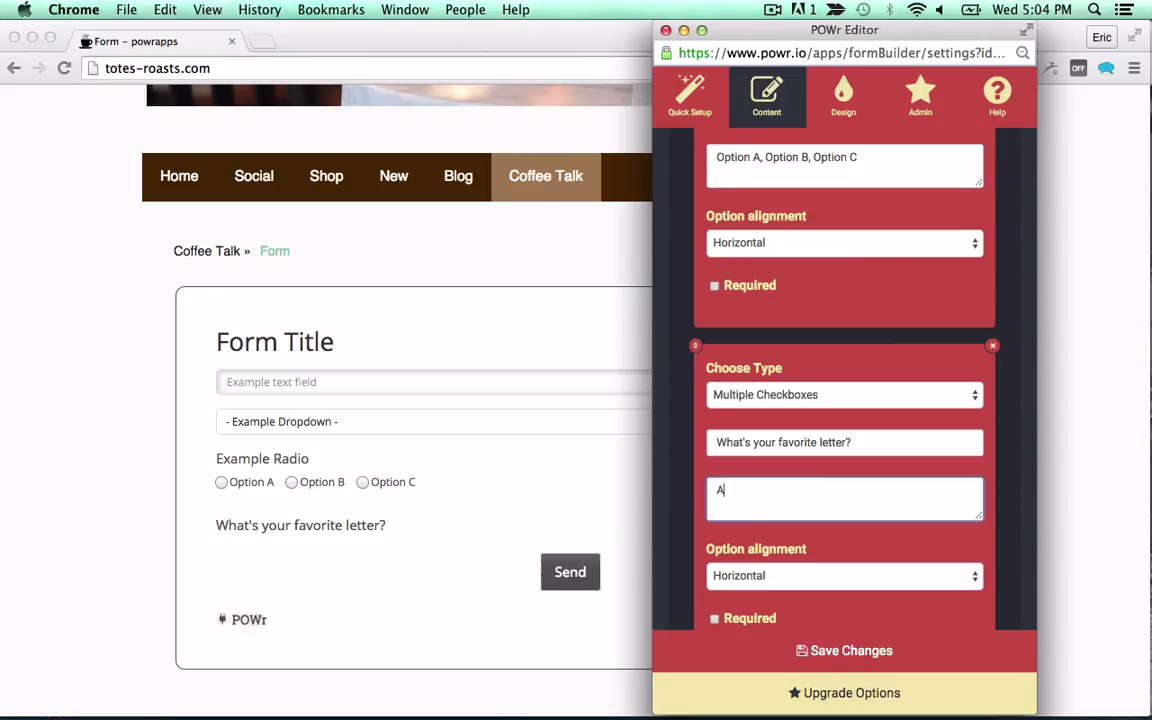 Chrome File Edit View History Bookmarks Window People Help
1 Wed 5:04 PM
Form – powrapps
Eric
totes-roasts.com
OFF
Home Social Shop New Blog Coffee Talk
Coffee Talk » Form
Form Title
Example text field
- Example Dropdown -
Example Radio
Option A Option B Option C
What's your favorite letter?
Send
POWr
POWr Editor
https://www.powr.io/apps/formBuilder/settings?id...
Quick Setup Content Design Admin Help
Option A, Option B, Option C
Option alignment
Horizontal
Required
Choose Type
Multiple Checkboxes
What's your favorite letter?
A
Option alignment
Horizontal
Required
Save Changes
Upgrade Options